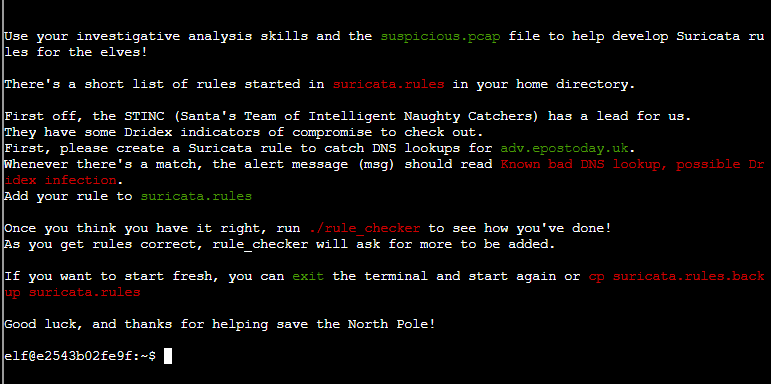 Use your investigative analysis skills and the suspicious.pcap file to help develop Suricata ru
les for the elves!
There's a short list of rules started in suricata.rules in your home directory.
First off, the STINC (Santa's Team of Intelligent Naughty Catchers) has a lead for us.
They have some Dridex indicators of compromise to check out.
First, please create a Suricata rule to catch DNS lookups for adv.epostoday.uk.
Whenever there's a match, the alert message (msg) should read Known bad DNS lookup, possible Dr
idex infection.
Add your rule to suricata.rules
Once you think you have it right, run ./rule_checker to see how you've done!
As you get rules correct, rule_checker will ask for more to be added.
If you want to start fresh, you can exit the terminal and start again or cp suricata.rules.back
up suricata.rules
Good luck, and thanks for helping save the North Pole!
elf@e2543b02fe9f:~$